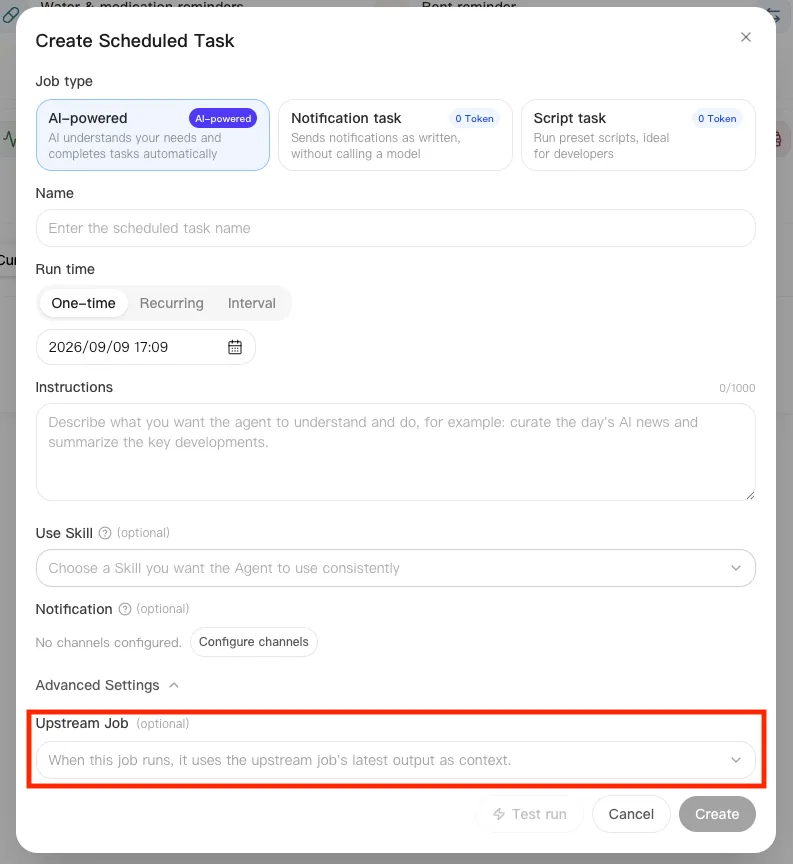 Water & medication reminders
Rent reminder
Create Scheduled Task
Job type
AI-powered
AI-powered
AI understands your needs and
completes tasks automatically
Notification task
0 Token
Sends notifications as written,
without calling a model
Script task
0 Token
Run preset scripts, ideal
for developers
Name
Enter the scheduled task name
Run time
One-time
Recurring
Interval
2026/09/09 17:09
Instructions
0/1000
Describe what you want the agent to understand and do, for example: curate the day's AI news and
summarize the key developments.
Use Skill
(optional)
Choose a Skill you want the Agent to use consistently
Notification
(optional)
No channels configured.
Configure channels
Advanced Settings
Upstream Job
(optional)
When this job runs, it uses the upstream job's latest output as context.
Test run
Cancel
Create